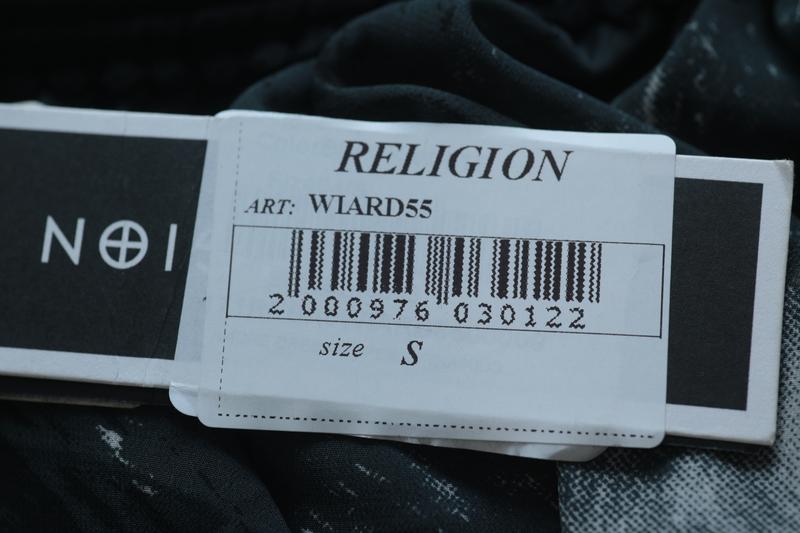 N⊕I
RELIGION
ART: WIARD55
2 000976 030122
size S